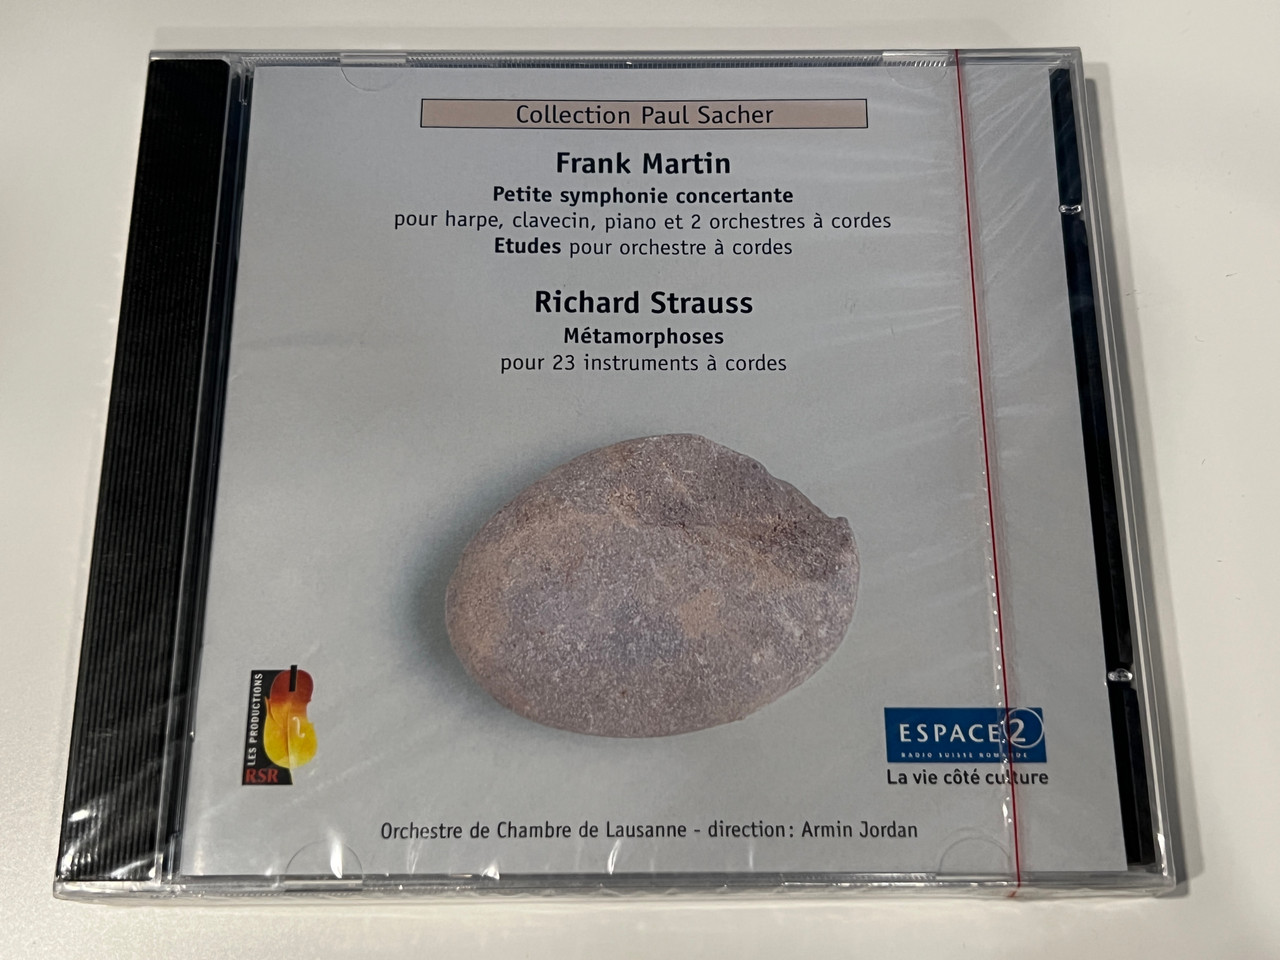 Collection Paul Sacher
Frank Martin
Petite symphonie concertante
pour harpe, clavecin, piano et 2 orchestres à cordes
Etudes pour orchestre à cordes
Richard Strauss
Métamorphoses
pour 23 instruments à cordes
LES PRODUCTIONS
RSR
ESPACE 2
RADIO SUISSE ROMANDE
La vie côté culture
Orchestre de Chambre de Lausanne - direction: Armin Jordan